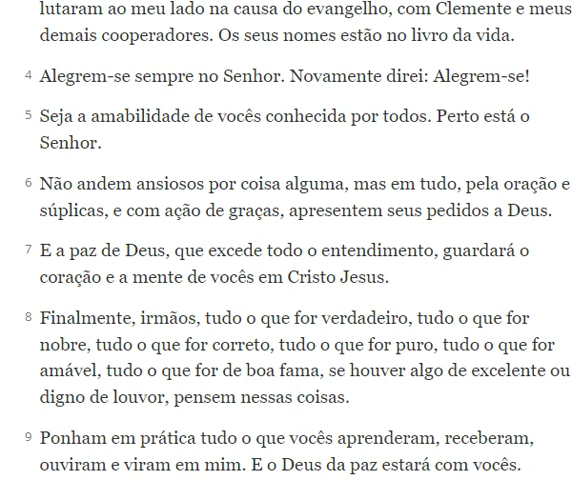 lutaram ao meu lado na causa do evangelho, com Clemente e meus
demais cooperadores. Os seus nomes estão no livro da vida.
4 Alegrem-se sempre no Senhor. Novamente direi: Alegrem-se!
5 Seja a amabilidade de vocês conhecida por todos. Perto está o
Senhor.
6 Não andem ansiosos por coisa alguma, mas em tudo, pela oração e
súplicas, e com ação de graças, apresentem seus pedidos a Deus.
7 E a paz de Deus, que excede todo o entendimento, guardará o
coração e a mente de vocês em Cristo Jesus.
8 Finalmente, irmãos, tudo o que for verdadeiro, tudo o que for
nobre, tudo o que for correto, tudo o que for puro, tudo o que for
amável, tudo o que for de boa fama, se houver algo de excelente ou
digno de louvor, pensem nessas coisas.
9 Ponham em prática tudo o que vocês aprenderam, receberam,
ouviram e viram em mim. E o Deus da paz estará com vocês.